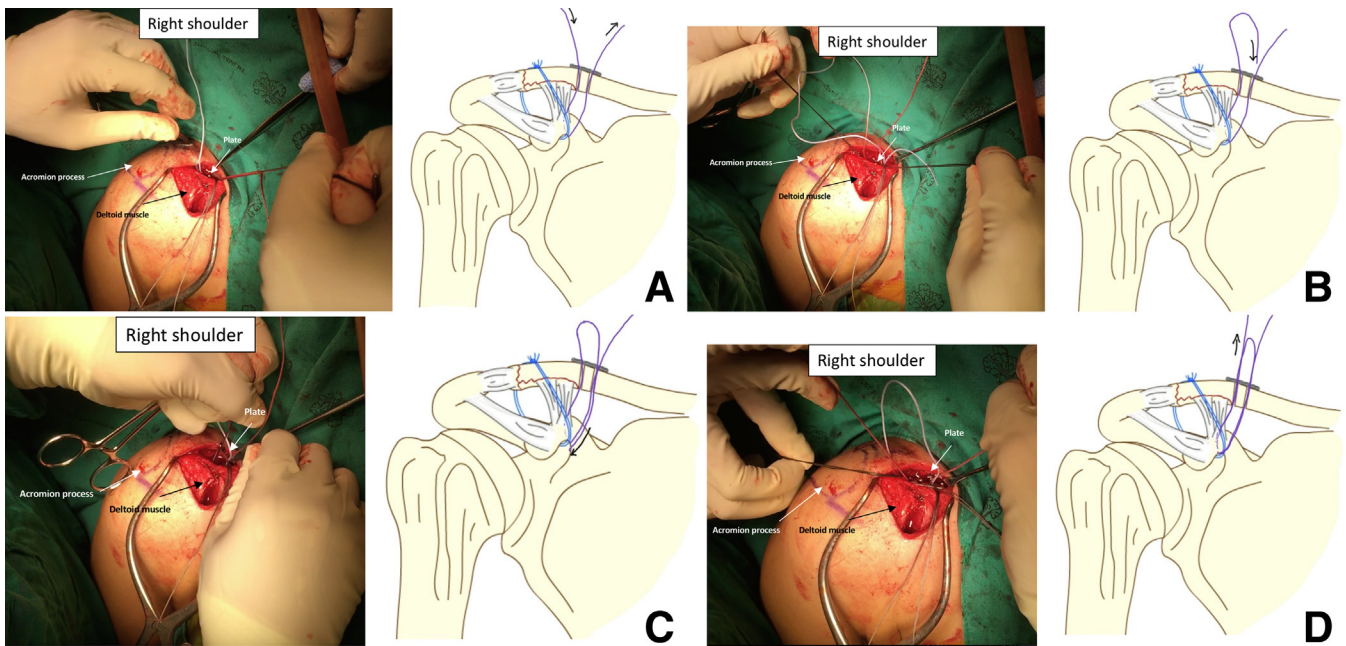 Right shoulder
Plate
Acromion process
Deltoid muscle
A
Right shoulder
Plate
Acromion process
Deltoid muscle
B
Right shoulder
Plate
Acromion process
Deltoid muscle
C
Right shoulder
Plate
Acromion process
Deltoid muscle
D